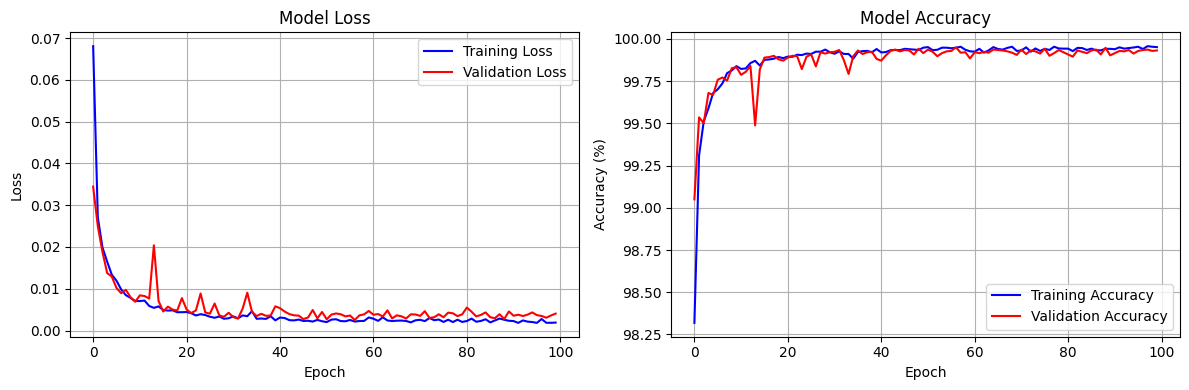 Model Loss
Loss
0.07
0.06
0.05
0.04
0.03
0.02
0.01
0.00
Training Loss
Validation Loss
0 20 40 60 80 100
Epoch
Model Accuracy
Accuracy (%)
100.00
99.75
99.50
99.25
99.00
98.75
98.50
98.25
Training Accuracy
Validation Accuracy
0 20 40 60 80 100
Epoch